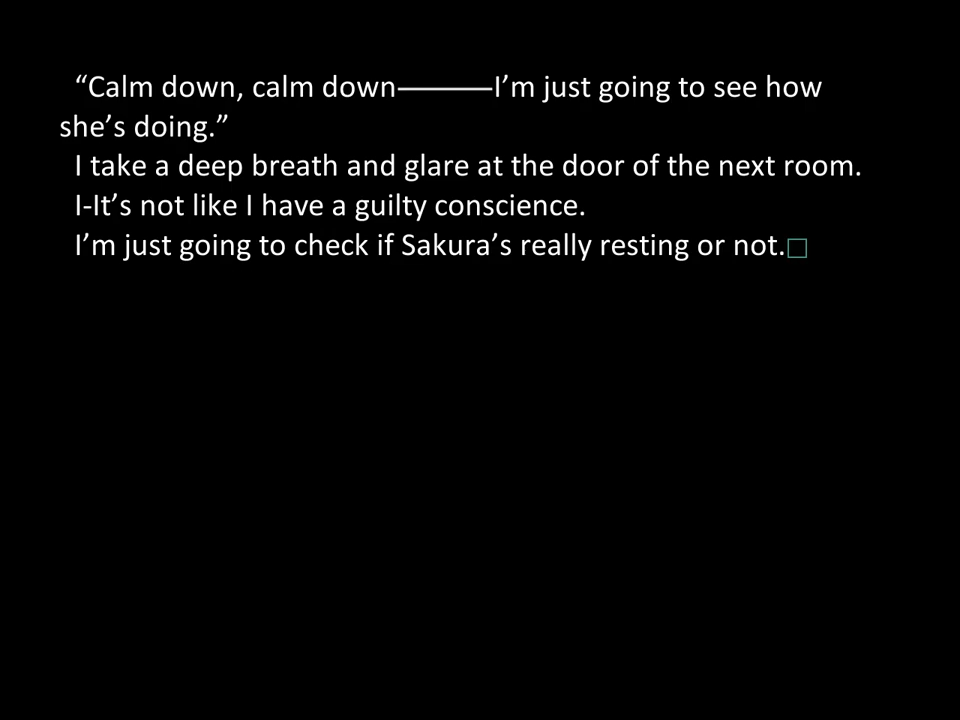 “Calm down, calm down―――I’m just going to see how
she’s doing.”
I take a deep breath and glare at the door of the next room.
I-It’s not like I have a guilty conscience.
I’m just going to check if Sakura’s really resting or not.